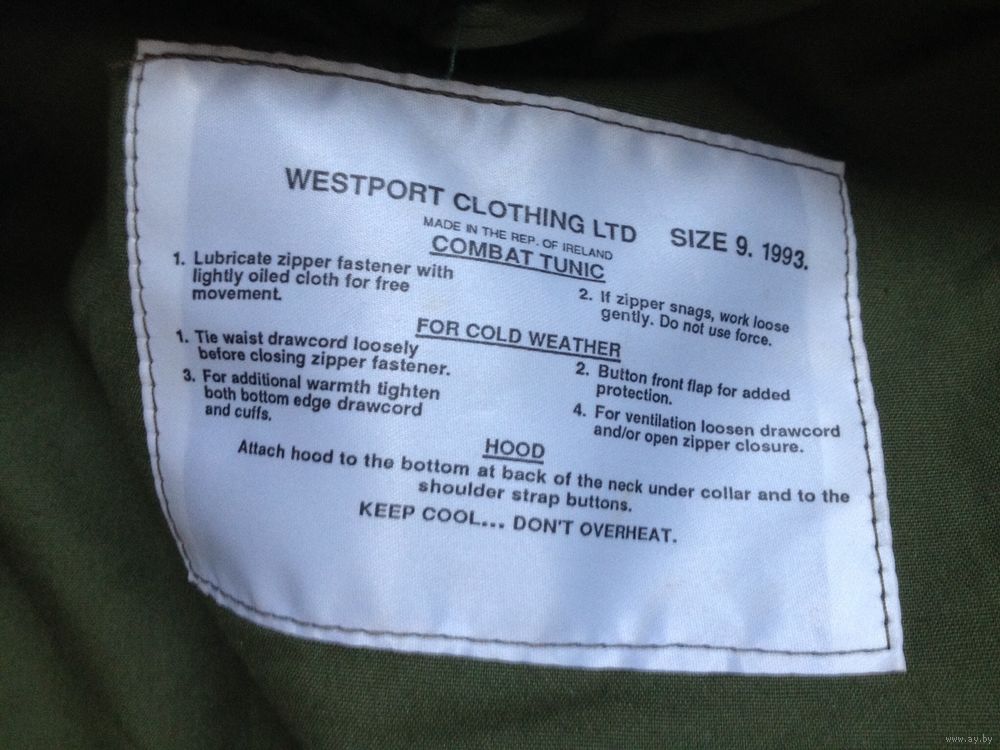 WESTPORT CLOTHING LTD SIZE 9. 1993.
MADE IN THE REP. OF IRELAND
COMBAT TUNIC
1. Lubricate zipper fastener with
lightly oiled cloth for free
movement.
2. If zipper snags, work loose
gently. Do not use force.
FOR COLD WEATHER
1. Tie waist drawcord loosely
before closing zipper fastener.
2. Button front flap for added
protection.
3. For additional warmth tighten
both bottom edge drawcord
and cuffs.
4. For ventilation loosen drawcord
and/or open zipper closure.
HOOD
Attach hood to the bottom at back of the neck under collar and to the
shoulder strap buttons.
KEEP COOL... DON'T OVERHEAT.
www.ay.by